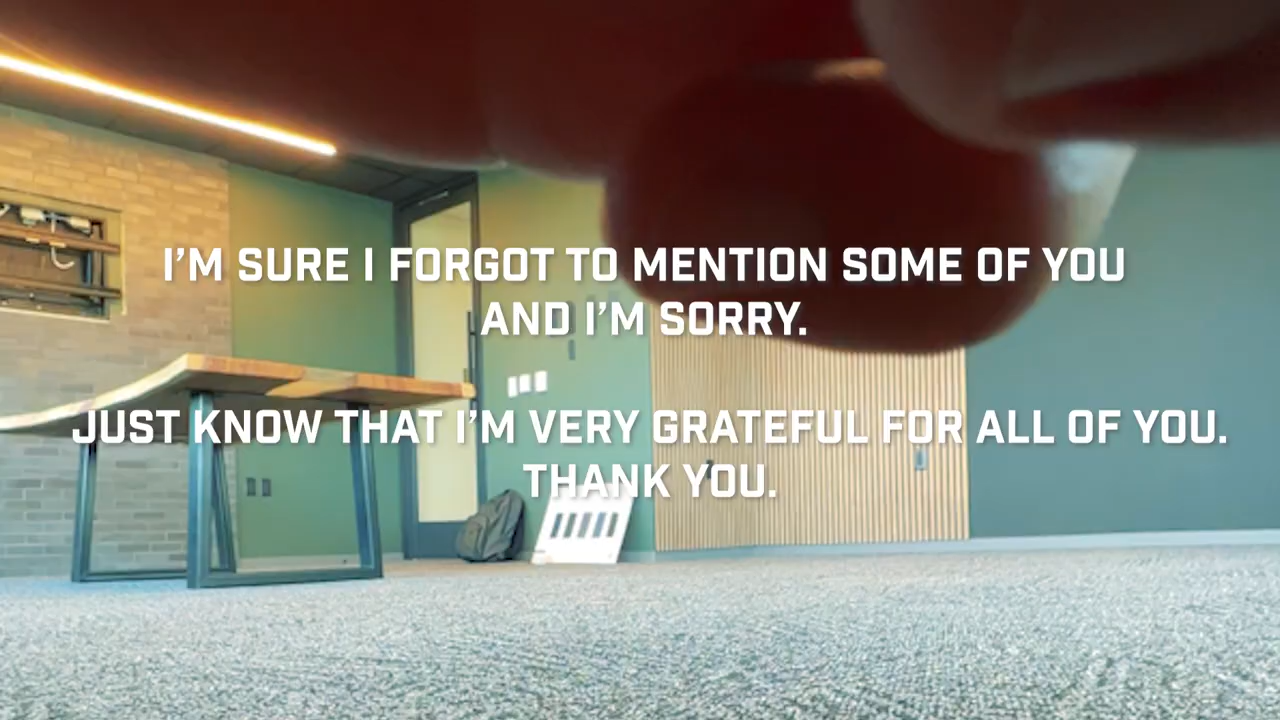 I'M SURE I FORGOT TO MENTION SOME OF YOU
AND I'M SORRY.
JUST KNOW THAT I'M VERY GRATEFUL FOR ALL OF YOU.
THANK YOU.